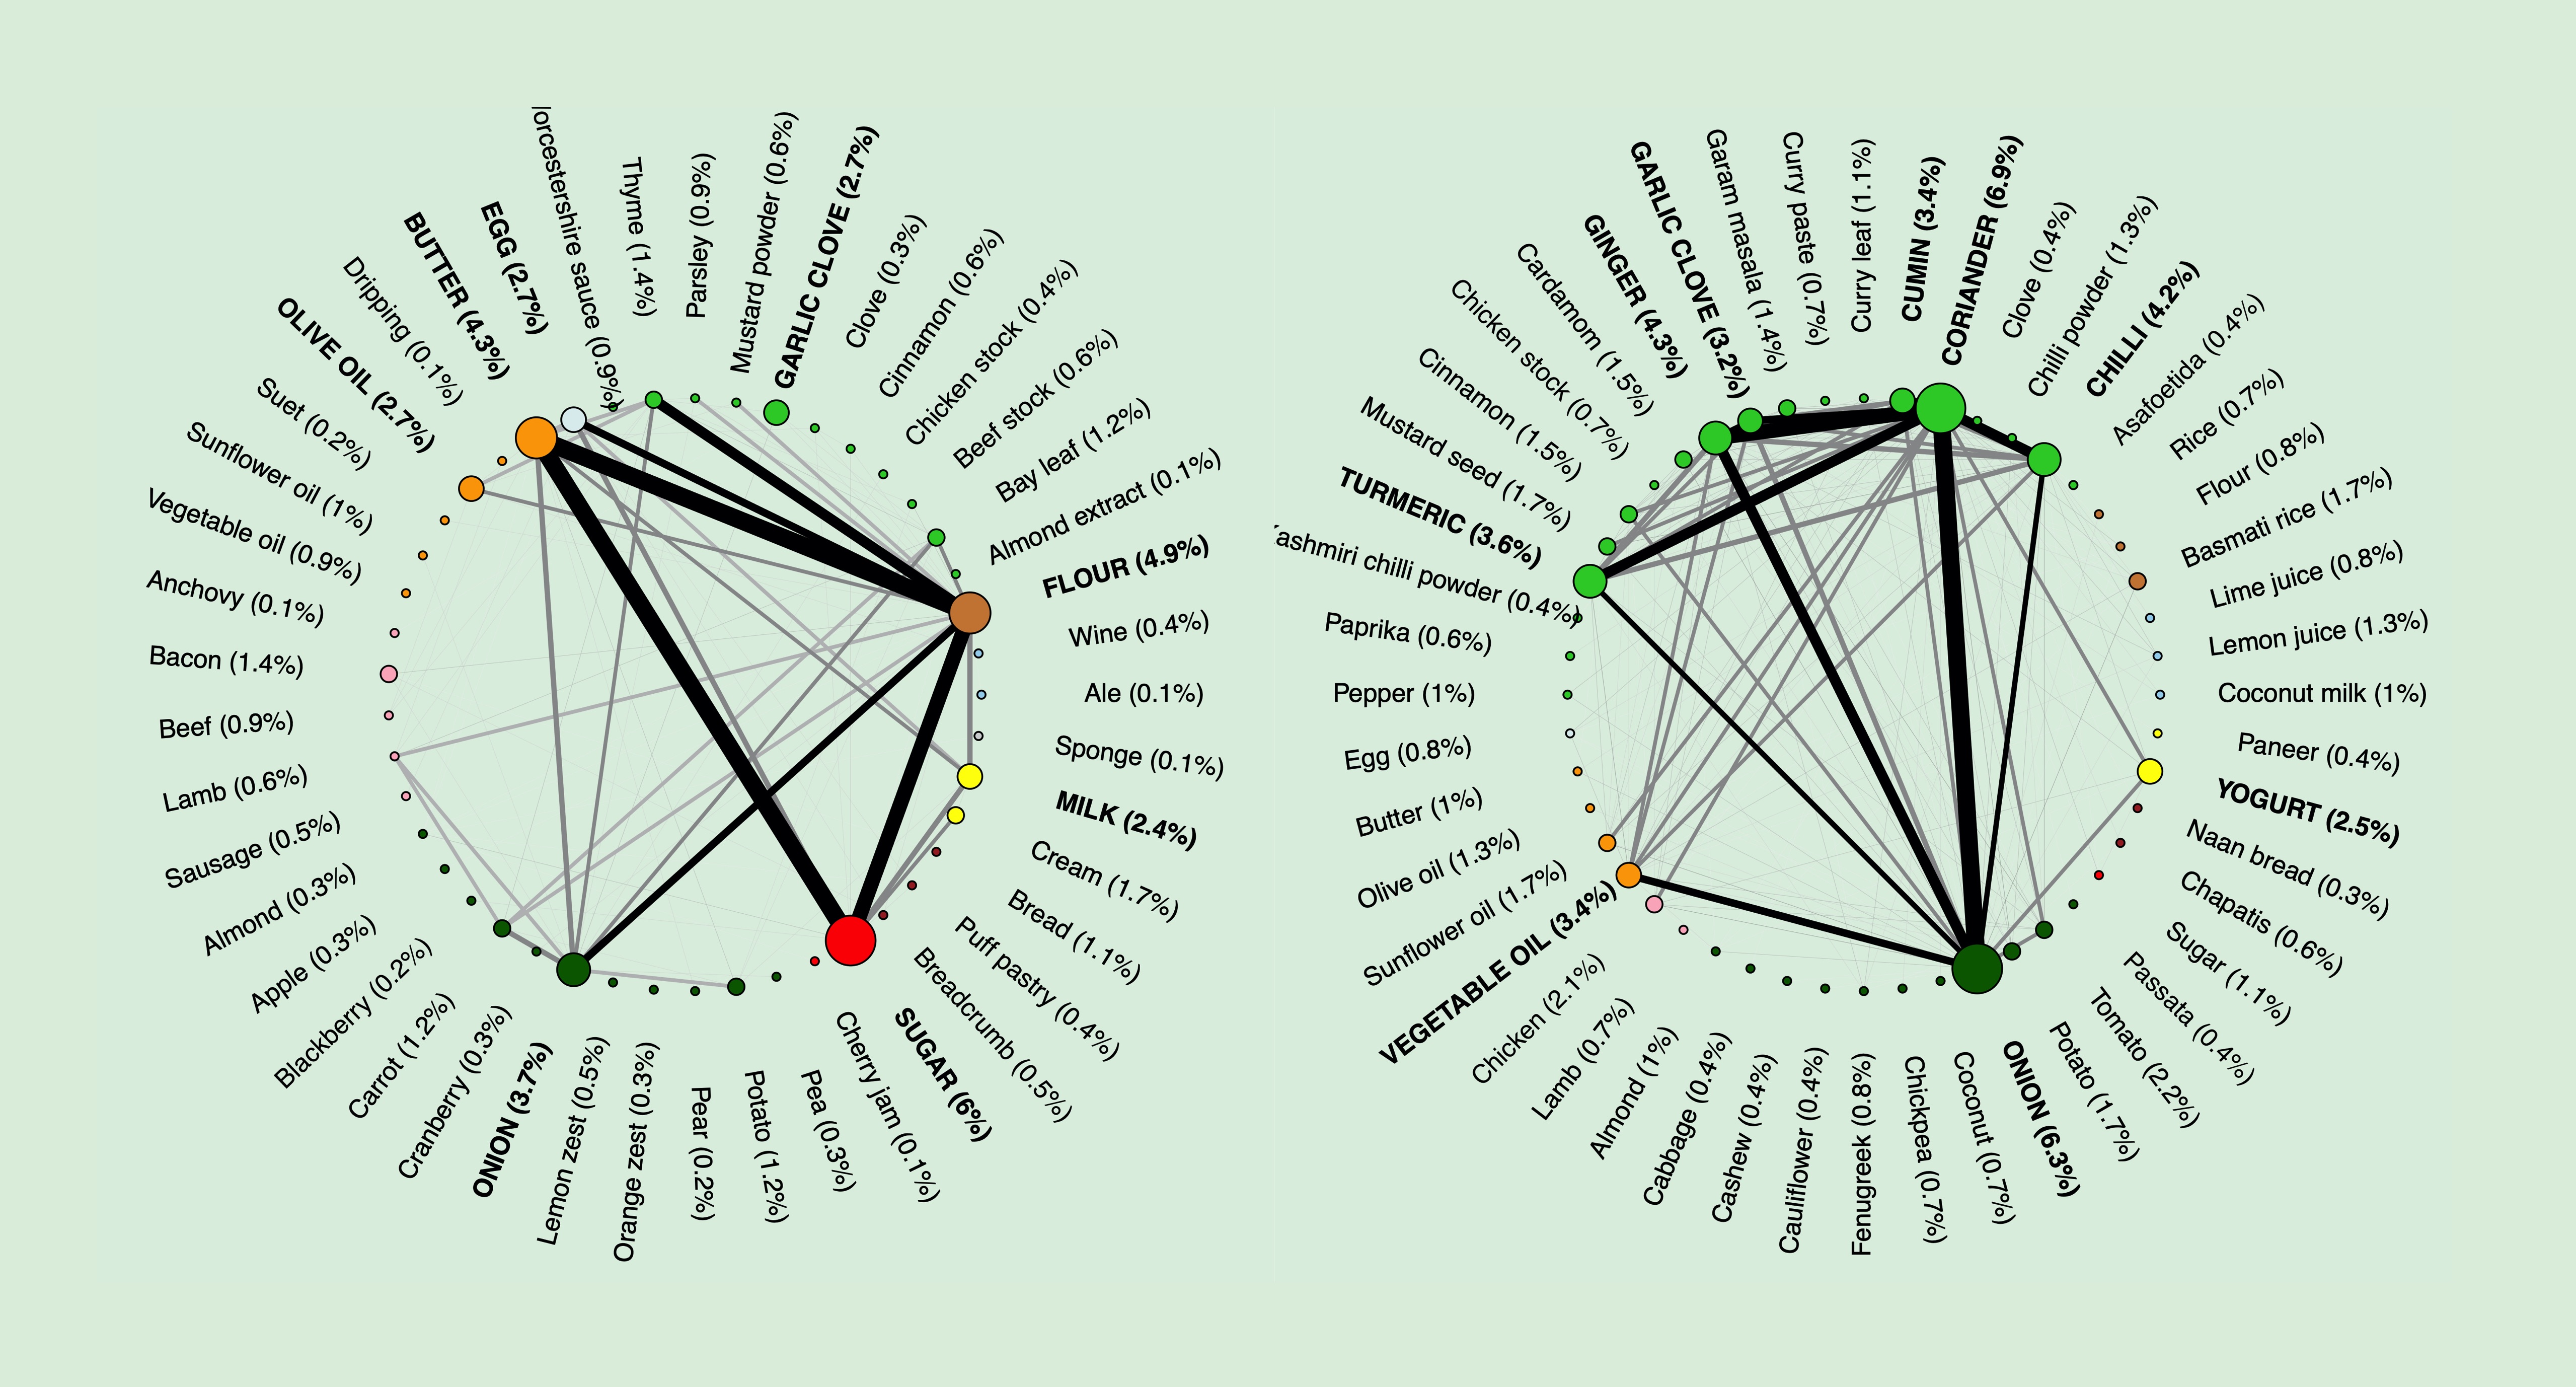 orcestershire sauce (0.9%)
Thyme (1.4%)
Parsley (0.9%)
Mustard powder (0.6%)
GARLIC CLOVE (2.7%)
Clove (0.3%)
Cinnamon (0.6%)
Chicken stock (0.4%)
Beef stock (0.6%)
Bay leaf (1.2%)
Almond extract (0.1%)
FLOUR (4.9%)
Wine (0.4%)
Ale (0.1%)
Sponge (0.1%)
MILK (2.4%)
Cream (1.7%)
Bread (1.1%)
Puff pastry (0.4%)
Breadcrumb (0.5%)
SUGAR (6%)
Cherry jam (0.1%)
Pea (0.3%)
Potato (1.2%)
Pear (0.2%)
Orange zest (0.3%)
Lemon zest (0.5%)
ONION (3.7%)
Cranberry (0.3%)
Carrot (1.2%)
Blackberry (0.2%)
Apple (0.3%)
Almond (0.3%)
Sausage (0.5%)
Lamb (0.6%)
Beef (0.9%)
Bacon (1.4%)
Anchovy (0.1%)
Vegetable oil (0.9%)
Sunflower oil (1%)
Suet (0.2%)
OLIVE OIL (2.7%)
Dripping (0.1%)
BUTTER (4.3%)
EGG (2.7%)
Curry leaf (1.1%)
CUMIN (3.4%)
CORIANDER (6.9%)
Clove (0.4%)
Chilli powder (1.3%)
CHILLI (4.2%)
Asafoetida (0.4%)
Rice (0.7%)
Flour (0.8%)
Basmati rice (1.7%)
Lime juice (0.8%)
Lemon juice (1.3%)
Coconut milk (1%)
Paneer (0.4%)
YOGURT (2.5%)
Naan bread (0.3%)
Chapatis (0.6%)
Sugar (1.1%)
Passata (0.4%)
Tomato (2.2%)
Potato (1.7%)
ONION (6.3%)
Coconut (0.7%)
Chickpea (0.7%)
Fenugreek (0.8%)
Cauliflower (0.4%)
Cashew (0.4%)
Cabbage (0.4%)
Almond (1%)
Lamb (0.7%)
Chicken (2.1%)
VEGETABLE OIL (3.4%)
Sunflower oil (1.7%)
Olive oil (1.3%)
Butter (1%)
Egg (0.8%)
Pepper (1%)
Paprika (0.6%)
ashmiri chilli powder (0.4%)
TURMERIC (3.6%)
Mustard seed (1.7%)
Cinnamon (1.5%)
Chicken stock (0.7%)
Cardamom (1.5%)
GINGER (4.3%)
GARLIC CLOVE (3.2%)
Garam masala (1.4%)
Curry paste (0.7%)